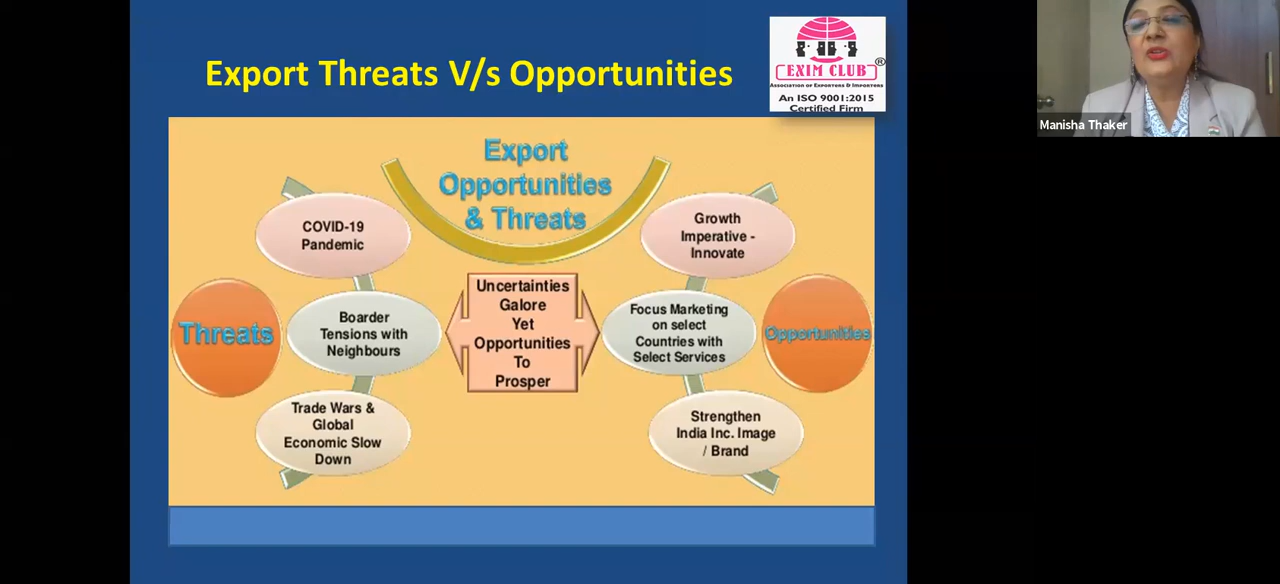 Export Threats V/s Opportunities
EXIM CLUB ®
Association of Exporters & Importers
An ISO 9001:2015
Certified Firm
Manisha Thaker
Export
Opportunities
& Threats
COVID-19
Pandemic
Growth
Imperative -
Innovate
Threats
Boarder
Tensions with
Neighbours
Uncertainties
Galore
Yet
Opportunities
To
Prosper
Focus Marketing
on select
Countries with
Select Services
Opportunities
Trade Wars &
Global
Economic Slow
Down
Strengthen
India Inc. Image
/ Brand